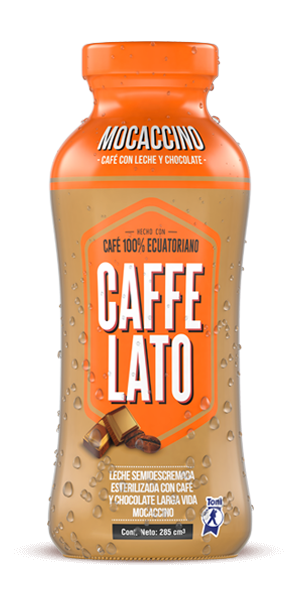 MOCACCINO
- CAFÉ CON LECHE Y CHOCOLATE -
HECHO CON
CAFÉ 100% ECUATORIANO
CAFFE
LATO
LECHE SEMIDESCREMADA
ESTERILIZADA CON CAFÉ
Y CHOCOLATE LARGA VIDA
MOCACCINO
Cont. Neto: 285 cm³
Toni